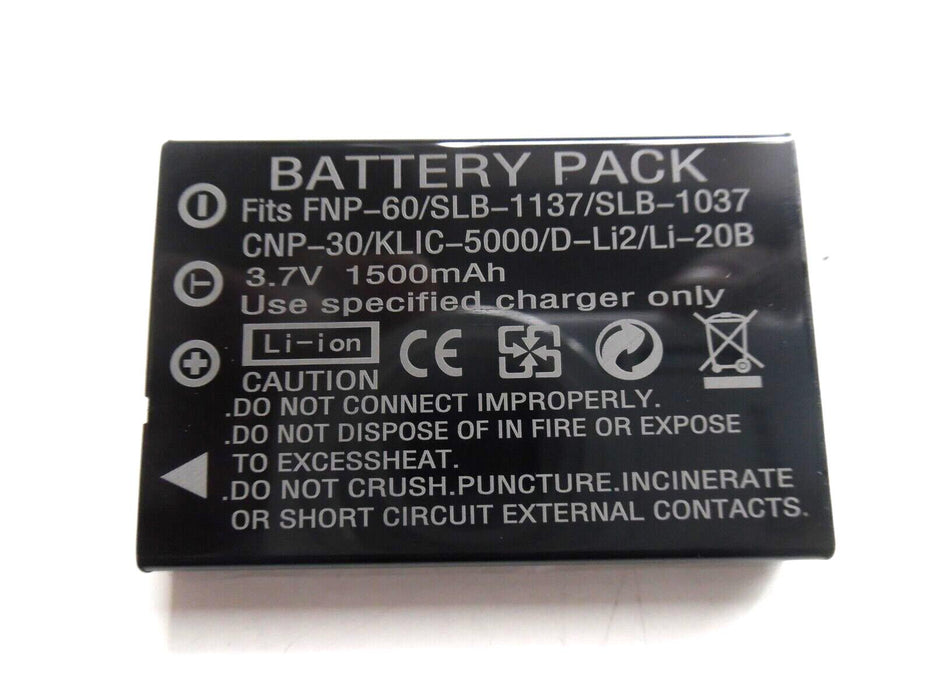 BATTERY PACK
Fits FNP-60/SLB-1137/SLB-1037
CNP-30/KLIC-5000/D-Li2/Li-20B
T
3.7V 1500mAh
Use specified charger only
Li-ion CE
CAUTION
.DO NOT CONNECT IMPROPERLY.
.DO NOT DISPOSE OF IN FIRE OR EXPOSE
TO EXCESSHEAT.
.DO NOT CRUSH.PUNCTURE.INCINERATE
OR SHORT CIRCUIT EXTERNAL CONTACTS.